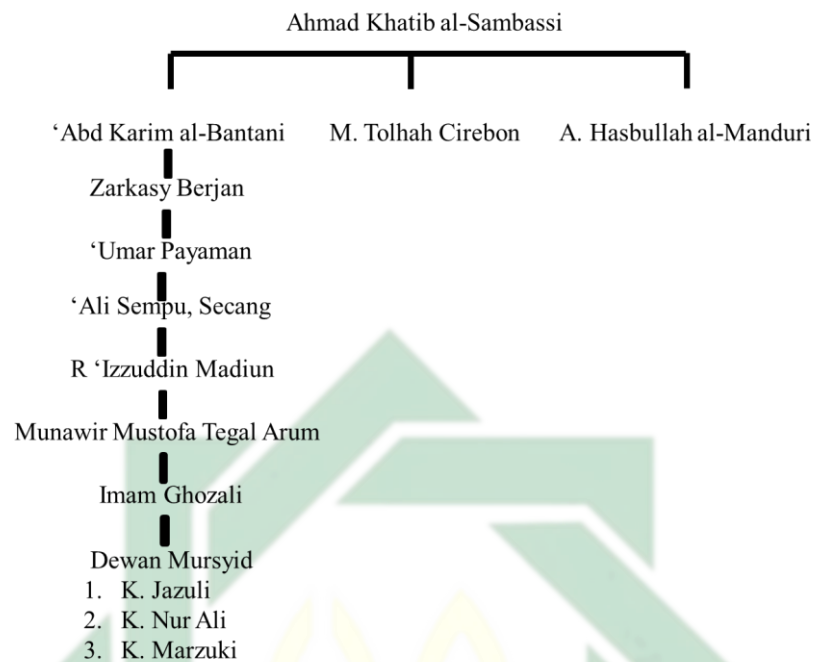 Ahmad Khatib al-Sambassi
‘Abd Karim al-Bantani M. Tolhah Cirebon A. Hasbullah al-Manduri
Zarkasy Berjan
‘Umar Payaman
‘Ali Sempu, Secang
R ‘Izzuddin Madiun
Munawir Mustofa Tegal Arum
Imam Ghozali
Dewan Mursyid
1. K. Jazuli
2. K. Nur Ali
3. K. Marzuki